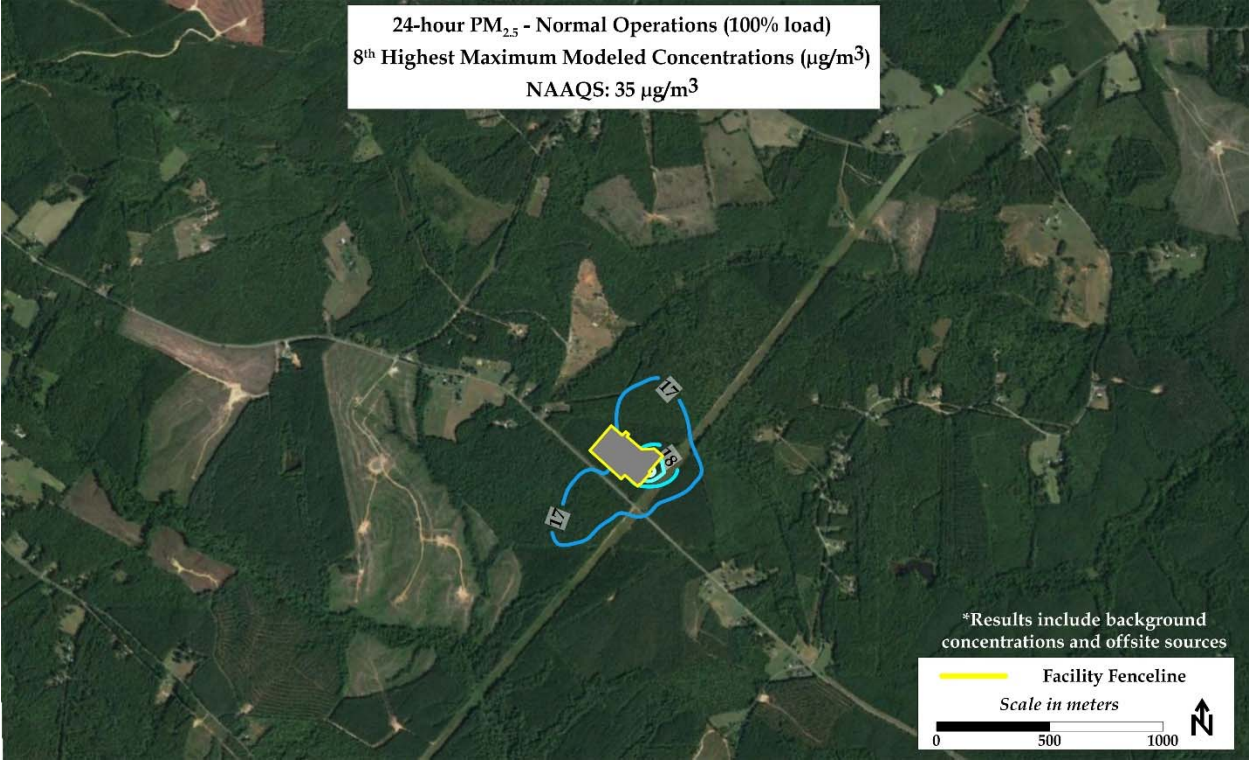 24-hour PM2.5 - Normal Operations (100% load)
8th Highest Maximum Modeled Concentrations (µg/m3)
NAAQS: 35 µg/m3
17
18
17
*Results include background
concentrations and offsite sources
Facility Fenceline
Scale in meters
N
0 500 1000